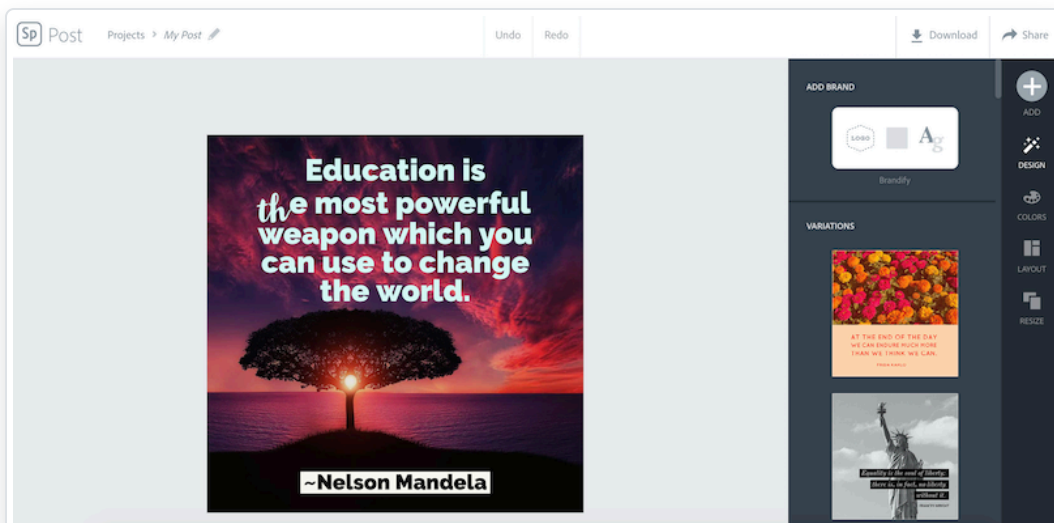 Sp Post Projects > My Post Undo Redo Download Share
Education is
the most powerful
weapon which you
can use to change
the world.
~Nelson Mandela
ADD BRAND
LOGO Ag
Brandify
VARIATIONS
AT THE END OF THE DAY
WE CAN ENDURE MUCH MORE
THAN WE THINK WE CAN.
Equality is the soul of liberty;
there is, in fact, no liberty
without it.
ADD
DESIGN
COLORS
LAYOUT
RESIZE